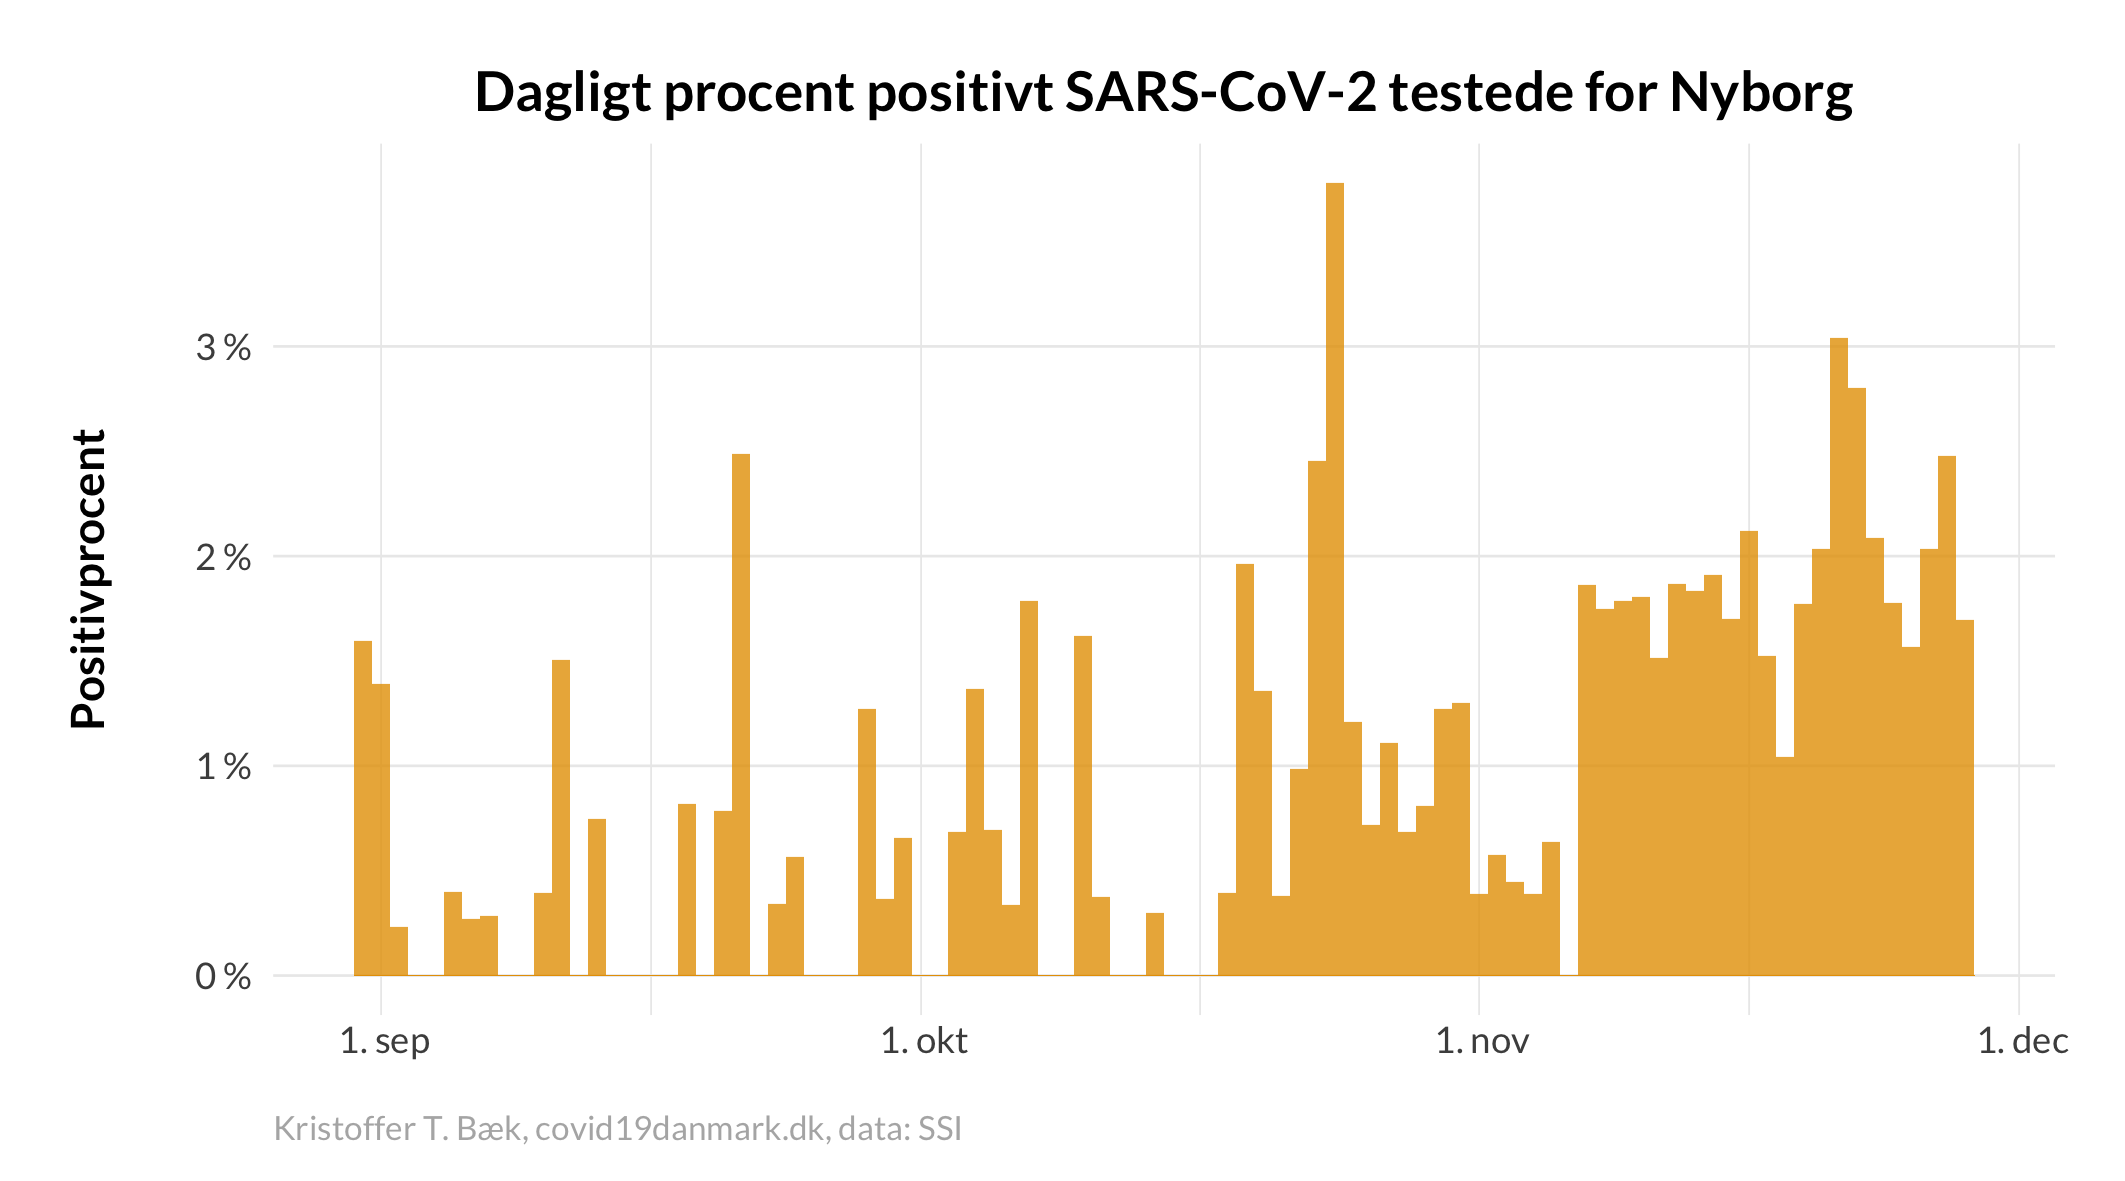 Dagligt procent positivt SARS-CoV-2 testede for Nyborg
Positivprocent
3 %
2 %
1 %
0 %
1. sep
1. okt
1. nov
1. dec
Kristoffer T. Bæk, covid19danmark.dk, data: SSI